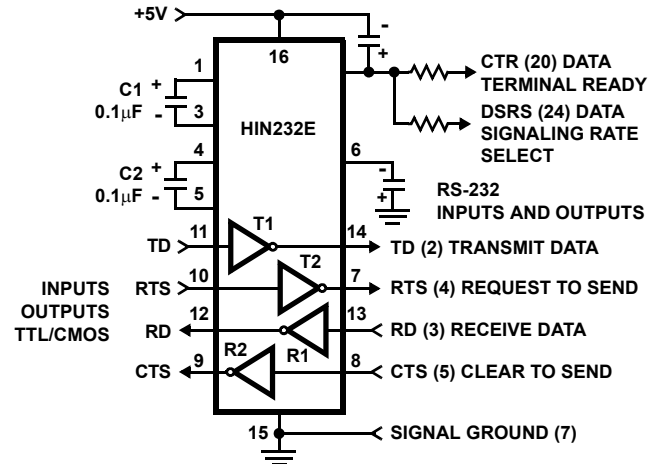 +5V
-
+
16
1
C1
+
0.1µF
-
3
HIN232E
CTR (20) DATA
TERMINAL READY
DSRS (24) DATA
SIGNALING RATE
SELECT
4
C2
+
0.1µF
-
5
6
-
+
RS-232
INPUTS AND OUTPUTS
TD
11
T1
14
TD (2) TRANSMIT DATA
INPUTS
OUTPUTS
TTL/CMOS
RTS
10
T2
7
RTS (4) REQUEST TO SEND
RD
12
R1
13
RD (3) RECEIVE DATA
CTS
9
R2
8
CTS (5) CLEAR TO SEND
15
SIGNAL GROUND (7)